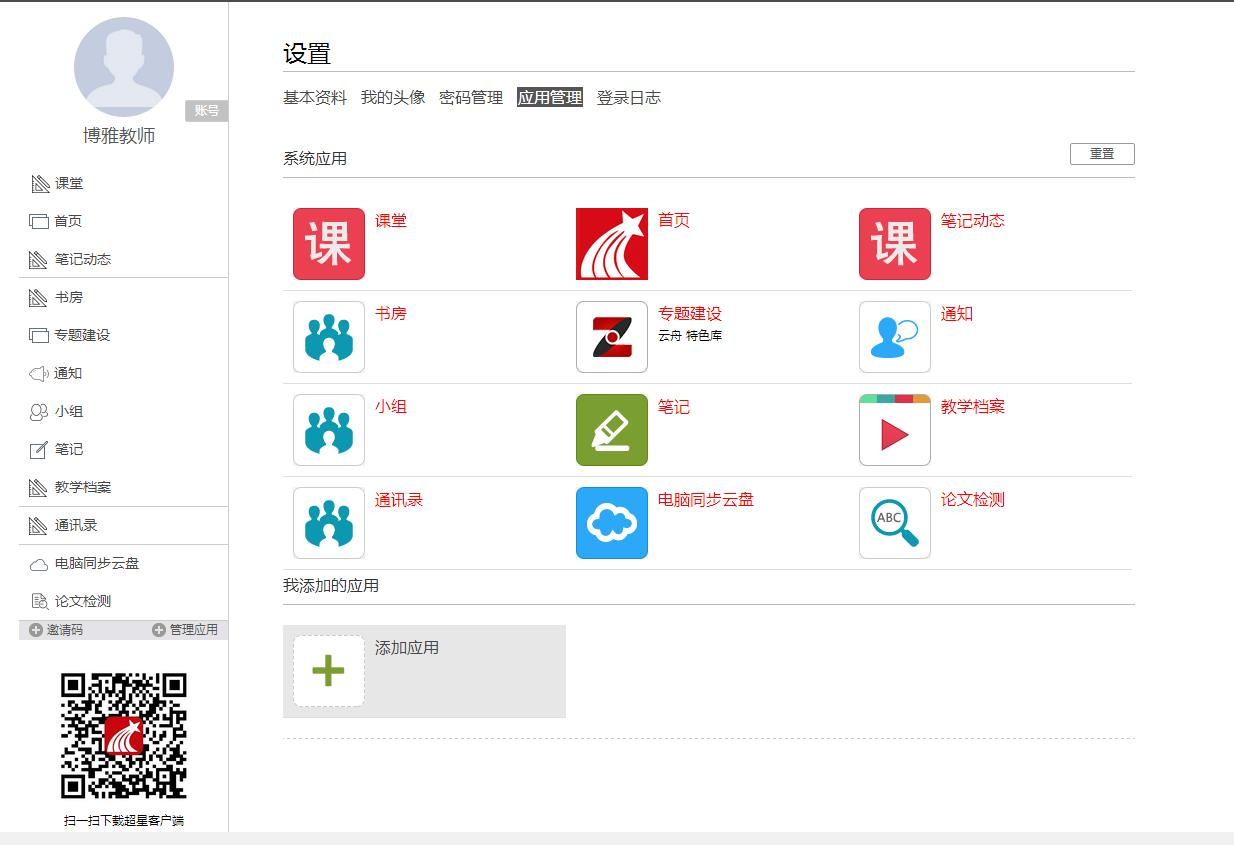 账号
博雅教师
课堂
首页
笔记动态
书房
专题建设
通知
小组
笔记
教学档案
通讯录
电脑同步云盘
论文检测
邀请码 管理应用
扫一扫下载超星客户端
设置
基本资料 我的头像 密码管理 应用管理 登录日志
系统应用 重置
课 课堂 首页 课 笔记动态
书房 专题建设 通知
云舟 特色库
小组 笔记 教学档案
通讯录 电脑同步云盘 论文检测
ABC
我添加的应用
添加应用